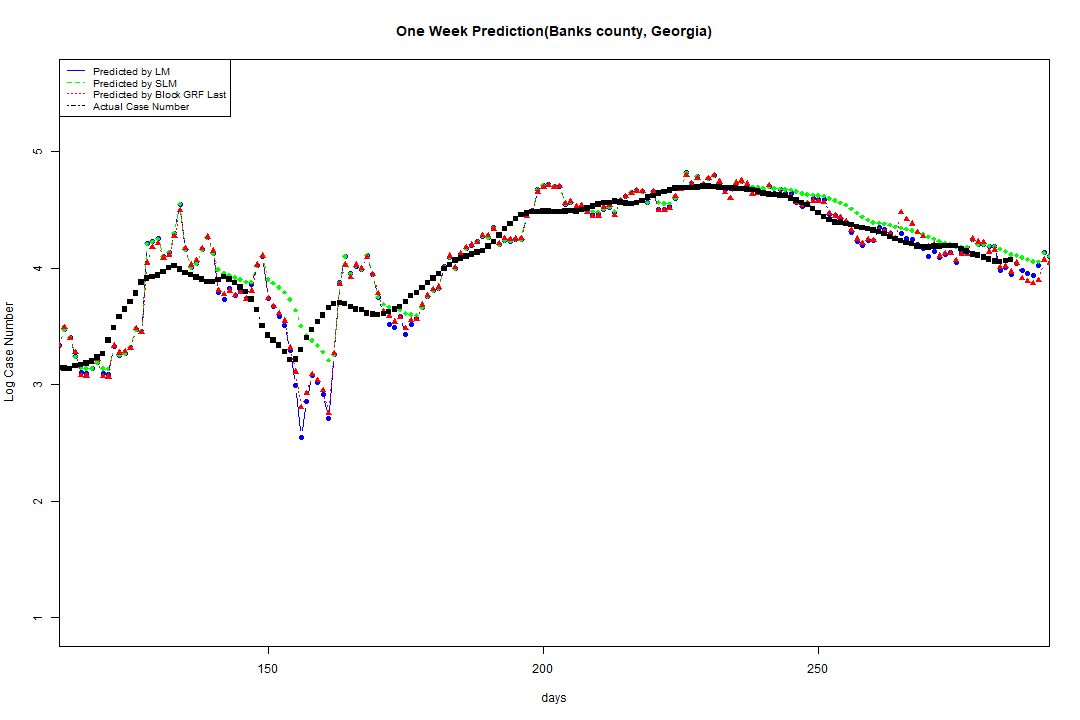 One Week Prediction(Banks county, Georgia)
Predicted by LM
Predicted by SLM
Predicted by Block GRF Last
Actual Case Number
5
4
3
2
1
Log Case Number
150
200
250
days